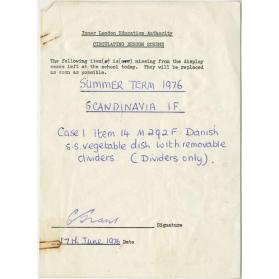 Inner London Education Authority
CIRCULATING DESIGN SCHEME
The following item(s) is(are) missing from the display
cases left at the school today. They will be replaced
as soon as possible.
SUMMER TERM 1976
SCANDINAVIA IF
Case 1 Item 14 M292F Danish
s.s. vegetable dish with removable
dividers (Dividers only).
Signature
17th June 1976 Date